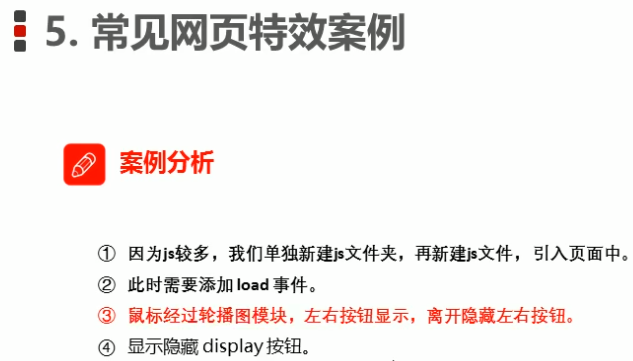 5. 常见网页特效案例
案例分析
① 因为js较多，我们单独新建js文件夹，再新建js文件，引入页面中。
② 此时需要添加 load 事件。
③ 鼠标经过轮播图模块，左右按钮显示，离开隐藏左右按钮。
④ 显示隐藏 display 按钮。